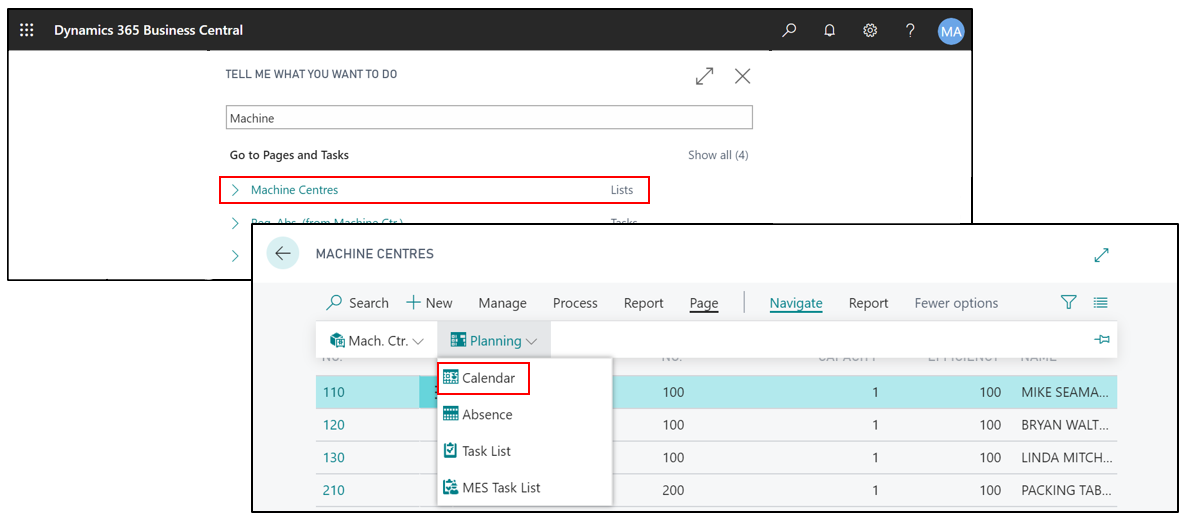 Dynamics 365 Business Central
?
MA
TELL ME WHAT YOU WANT TO DO
Machine
Go to Pages and Tasks Show all (4)
Machine Centres Lists
Req. Abs. (from Machine Ctr.) Tasks
MACHINE CENTRES
Search New Manage Process Report Page Navigate Report Fewer options
Mach. Ctr. Planning
NO. NO. CAPACITY EFFICIENCY NAME
Calendar
Absence
Task List
MES Task List
110 100 1 100 MIKE SEAMA...
120 100 1 100 BRYAN WALT...
130 100 1 100 LINDA MITCH...
210 200 1 100 PACKING TAB...